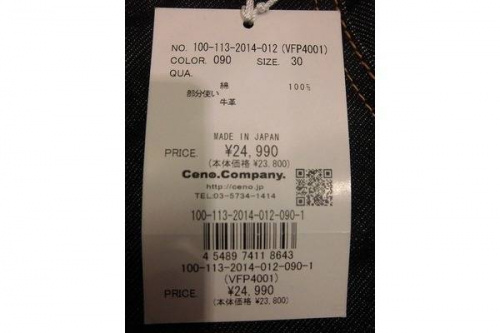 NO. 100-113-2014-012 (VFP4001)
COLOR. 090 SIZE. 30
QUA.
綿 100%
部分使い
牛革
MADE IN JAPAN
PRICE ¥24,990
(本体価格 ¥23,800)
Ceno.Company.
http://ceno.jp
TEL:03-5734-1414
100-113-2014-012-090-1
4 5489 7411 8643
100-113-2014-012-090-1
(VFP4001)
PRICE ¥24,990
(本体価格 ¥23,800)